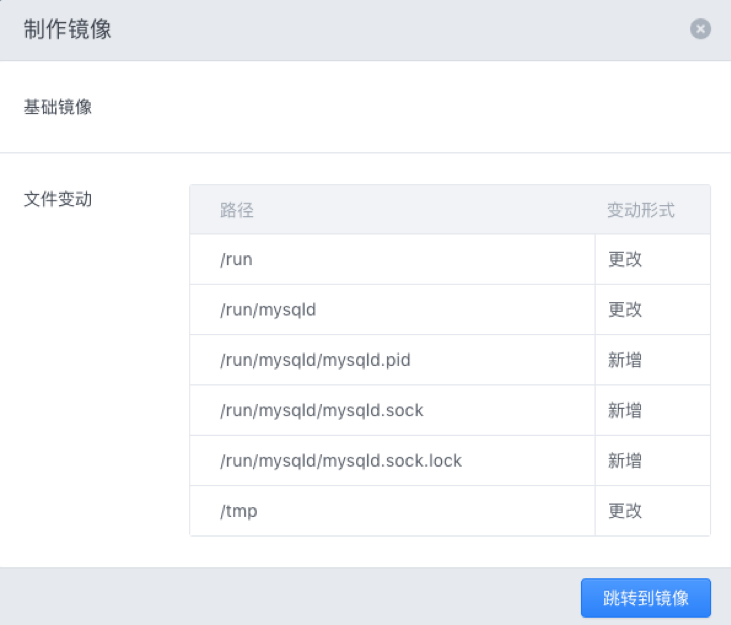 制作镜像
基础镜像
文件变动
路径 变动形式
/run 更改
/run/mysqld 更改
/run/mysqld/mysqld.pid 新增
/run/mysqld/mysqld.sock 新增
/run/mysqld/mysqld.sock.lock 新增
/tmp 更改
跳转到镜像